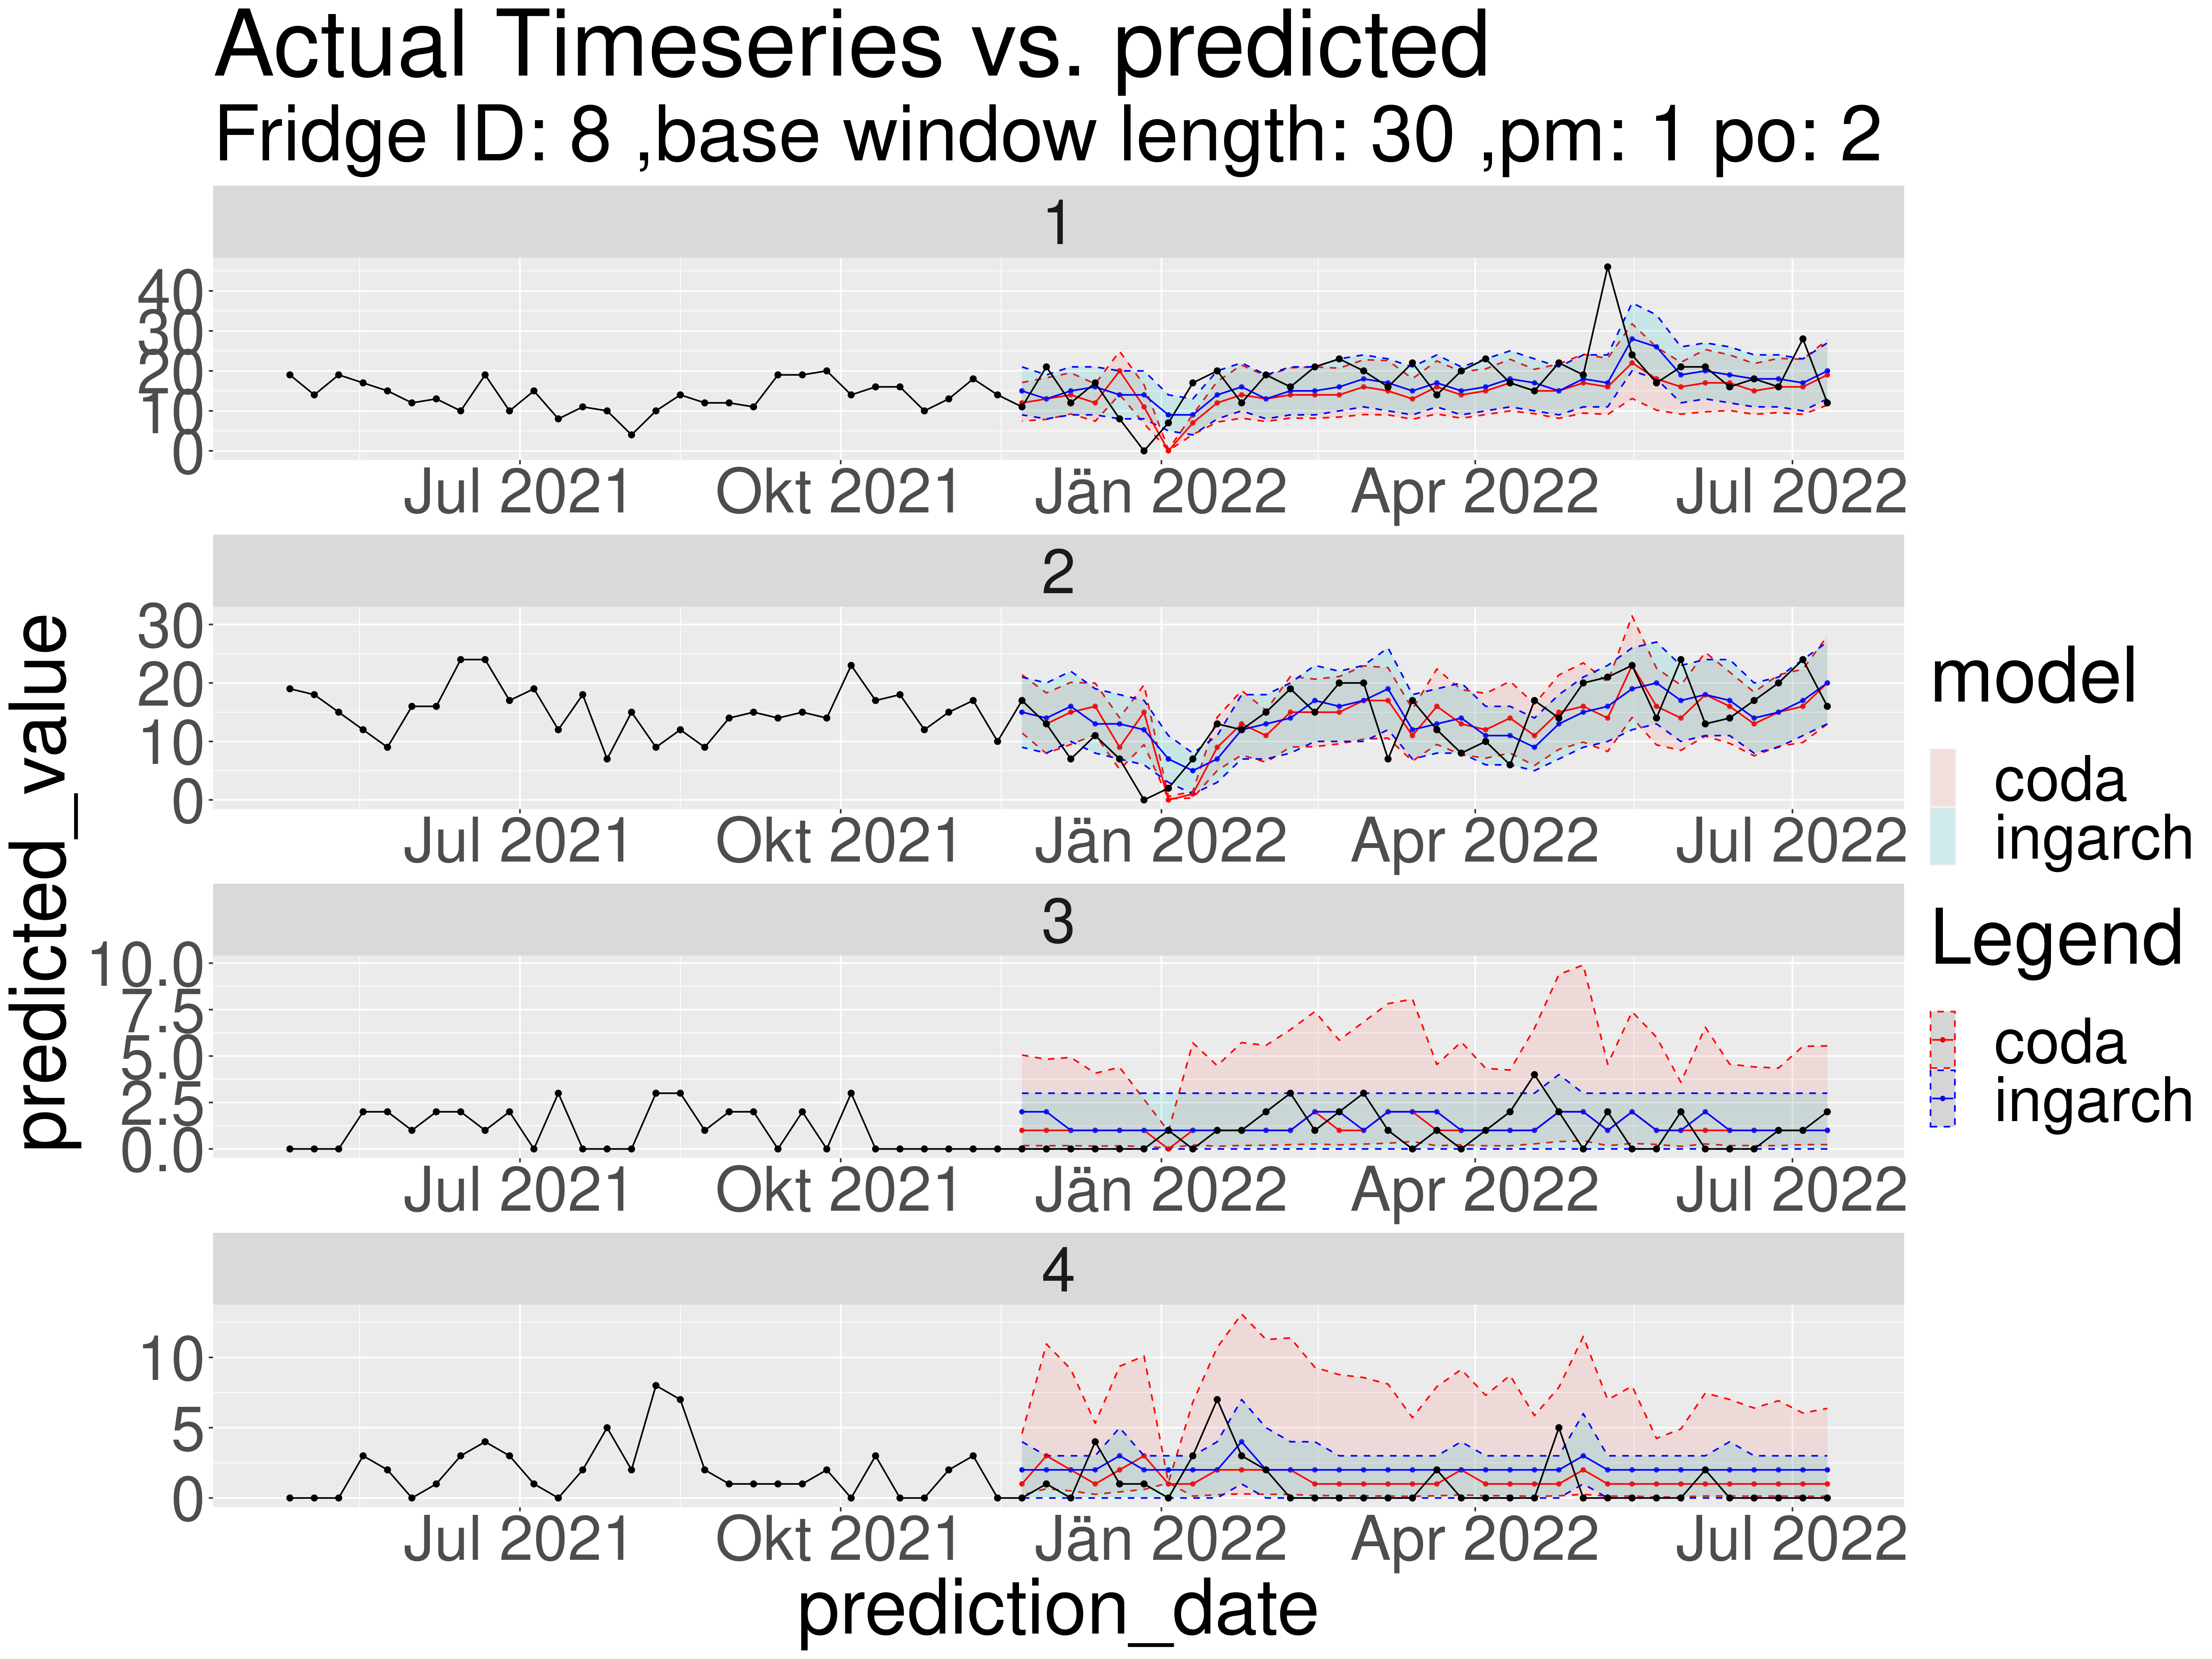 Actual Timeseries vs. predicted
Fridge ID: 8 ,base window length: 30 ,pm: 1 po: 2
predicted_value
1
40
30
20
10
0
Jul 2021 Okt 2021 Jän 2022 Apr 2022 Jul 2022
2
30
20
10
0
Jul 2021 Okt 2021 Jän 2022 Apr 2022 Jul 2022
3
10.0
7.5
5.0
2.5
0.0
Jul 2021 Okt 2021 Jän 2022 Apr 2022 Jul 2022
4
10
5
0
Jul 2021 Okt 2021 Jän 2022 Apr 2022 Jul 2022
prediction_date
model
coda
ingarch
Legend
coda
ingarch